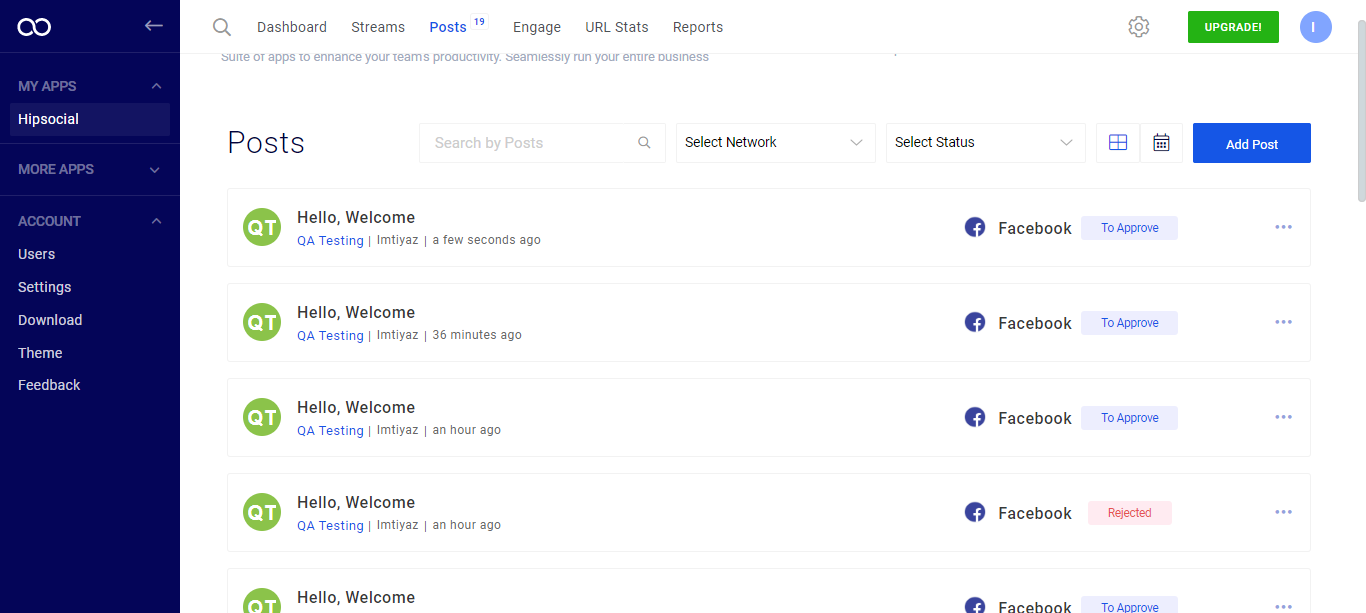 Dashboard Streams Posts 19 Engage URL Stats Reports UPGRADE! I
MY APPS
Hipsocial
MORE APPS
ACCOUNT
Users
Settings
Download
Theme
Feedback
Suite of apps to enhance your team's productivity. Seamlessly run your entire business
Posts Search by Posts Select Network Select Status Add Post
QT Hello, Welcome
QA Testing | Imtiyaz | a few seconds ago
Facebook To Approve
QT Hello, Welcome
QA Testing | Imtiyaz | 36 minutes ago
Facebook To Approve
QT Hello, Welcome
QA Testing | Imtiyaz | an hour ago
Facebook To Approve
QT Hello, Welcome
QA Testing | Imtiyaz | an hour ago
Facebook Rejected
QT Hello, Welcome
Facebook To Approve